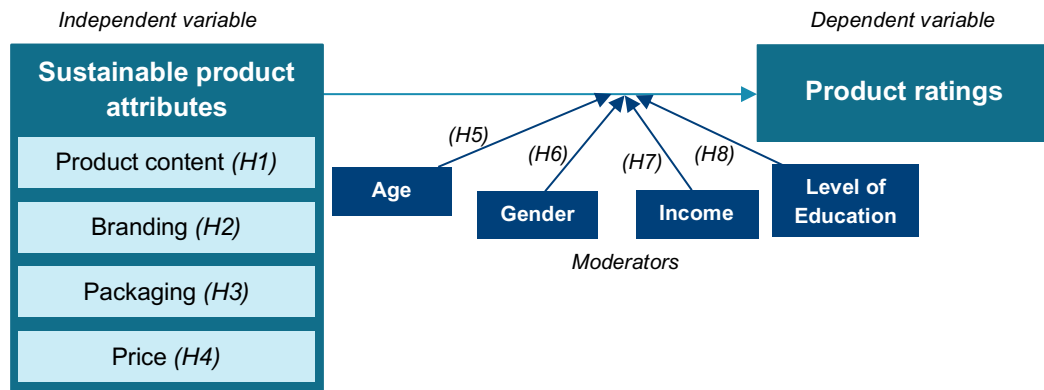 Independent variable
Dependent variable
Sustainable product
attributes
Product content (H1)
Branding (H2)
Packaging (H3)
Price (H4)
Product ratings
(H5)
(H6)
(H7)
(H8)
Age
Gender
Income
Level of
Education
Moderators